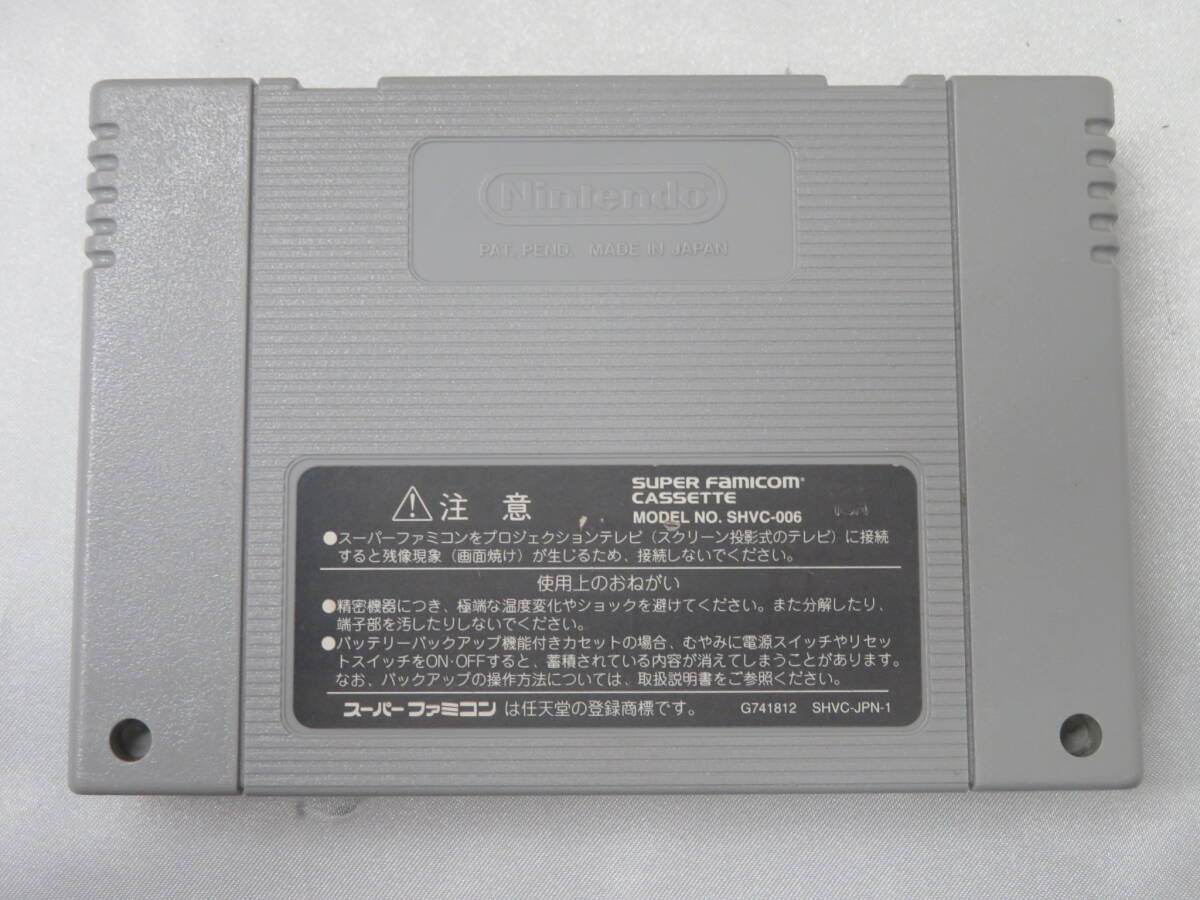 Nintendo
PAT. PEND. MADE IN JAPAN
注意
SUPER FAMICOM
CASSETTE
MODEL NO. SHVC-006
●スーパーファミコンをプロジェクションテレビ（スクリーン投影式のテレビ）に接続
すると残像現象（画面焼け）が生じるため、接続しないでください。
使用上のおねがい
●精密機器につき、極端な温度変化やショックを避けてください。また分解したり、
端子部を汚したりしないでください。
●バッテリーバックアップ機能付きカセットの場合、むやみに電源スイッチやリセッ
トスイッチをON·OFFすると、蓄積されている内容が消えてしまうことがあります。
なお、バックアップの操作方法については、取扱説明書をご参照ください。
スーパーファミコンは任天堂の登録商標です。 G741812 SHVC-JPN-1